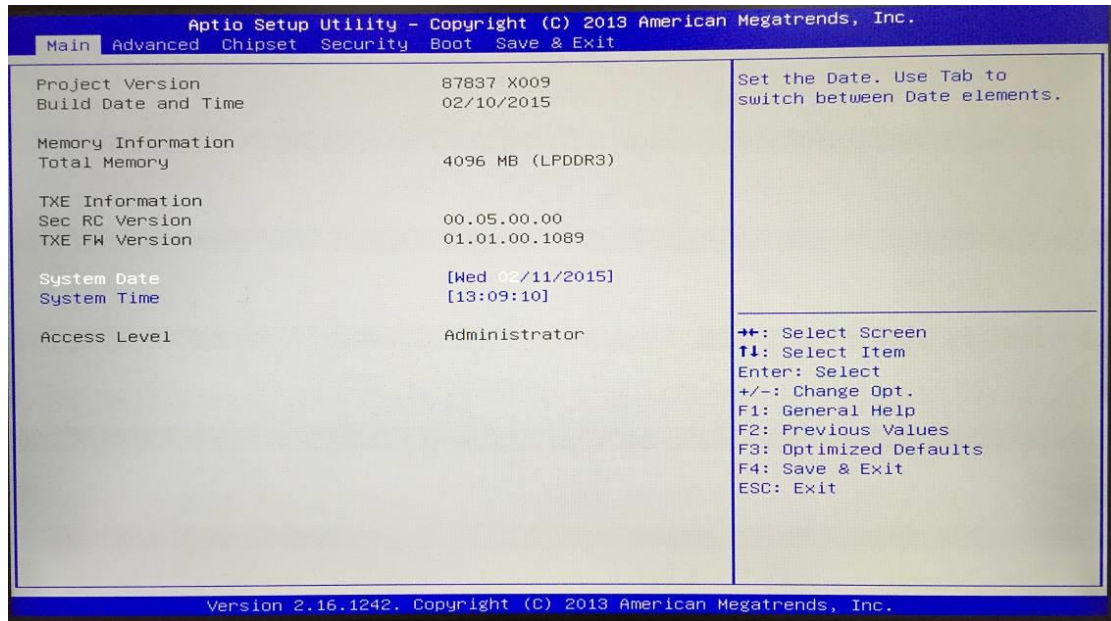 Aptio Setup Utility – Copyright (C) 2013 American Megatrends, Inc.
Main Advanced Chipset Security Boot Save & Exit
Project Version 87837 X009
Build Date and Time 02/10/2015
Memory Information
Total Memory 4096 MB (LPDDR3)
TXE Information
Sec RC Version 00.05.00.00
TXE FW Version 01.01.00.1089
System Date [Wed 02/11/2015]
System Time [13:09:10]
Access Level Administrator
Set the Date. Use Tab to
switch between Date elements.
→←: Select Screen
↑↓: Select Item
Enter: Select
+/-: Change Opt.
F1: General Help
F2: Previous Values
F3: Optimized Defaults
F4: Save & Exit
ESC: Exit
Version 2.16.1242. Copyright (C) 2013 American Megatrends, Inc.